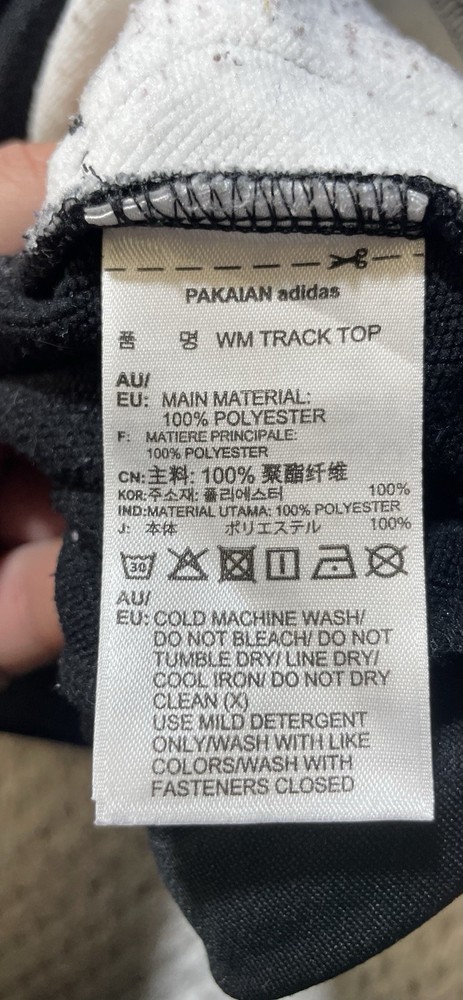 PAKAIAN adidas
품 명 WM TRACK TOP
AU/
EU: MAIN MATERIAL:
100% POLYESTER
F: MATIERE PRINCIPALE:
100% POLYESTER
CN:主料: 100% 聚酯纤维
KOR:주소재: 폴리에스터 100%
IND:MATERIAL UTAMA: 100% POLYESTER
J: 本体 ポリエステル 100%
30
AU/
EU: COLD MACHINE WASH/
DO NOT BLEACH/ DO NOT
TUMBLE DRY/ LINE DRY/
COOL IRON/ DO NOT DRY
CLEAN (X)
USE MILD DETERGENT
ONLY/WASH WITH LIKE
COLORS/WASH WITH
FASTENERS CLOSED